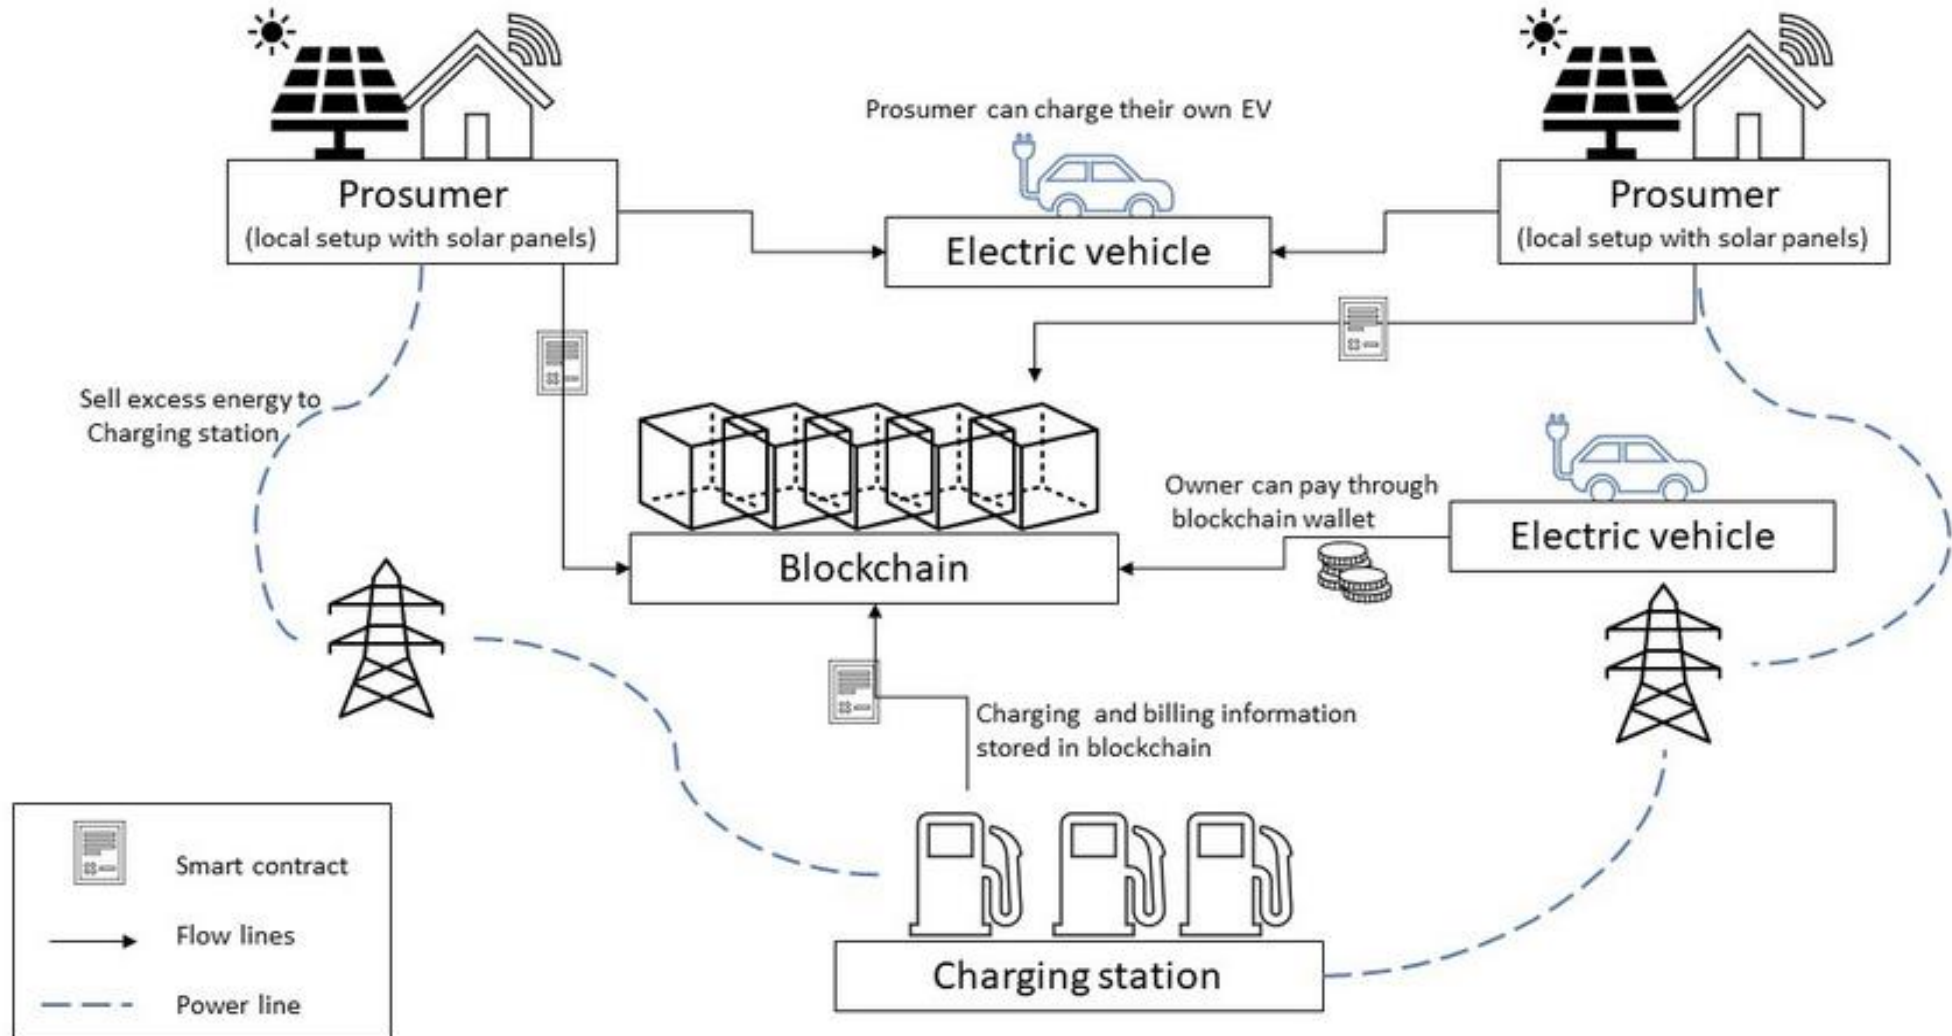 Prosumer can charge their own EV
Prosumer
(local setup with solar panels)
Electric vehicle
Prosumer
(local setup with solar panels)
Sell excess energy to
Charging station
Owner can pay through
blockchain wallet
Electric vehicle
Blockchain
Charging and billing information
stored in blockchain
Charging station
Smart contract
Flow lines
Power line